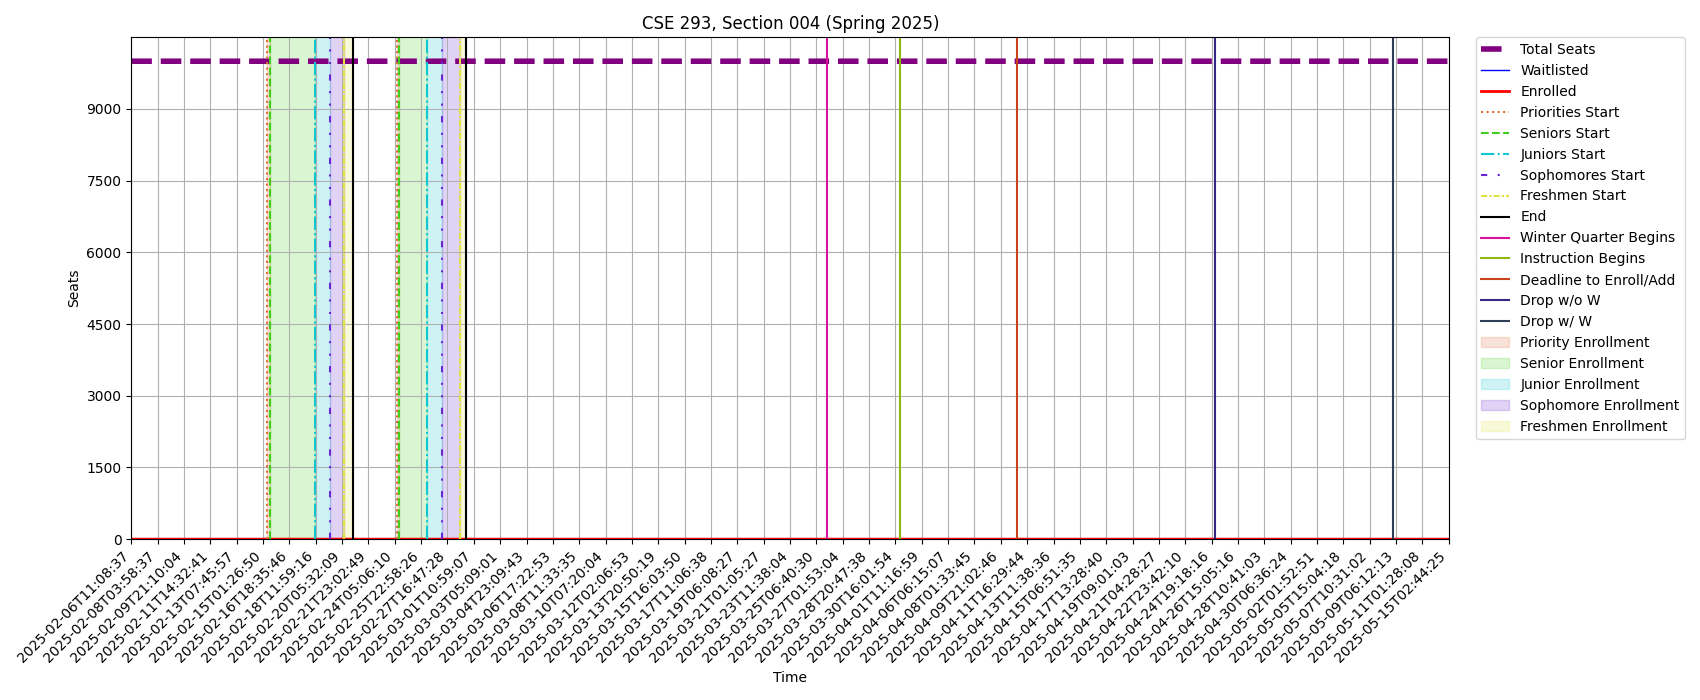 CSE 293, Section 004 (Spring 2025)
Seats
9000
7500
6000
4500
3000
1500
0
2025-02-06T11:08:37
2025-02-08T03:58:37
2025-02-09T21:10:04
2025-02-11T14:32:41
2025-02-13T07:45:57
2025-02-15T01:26:50
2025-02-16T18:35:46
2025-02-18T11:59:16
2025-02-20T05:32:09
2025-02-21T23:02:49
2025-02-24T05:06:10
2025-02-25T22:58:26
2025-02-27T16:47:28
2025-03-01T10:59:07
2025-03-03T05:09:01
2025-03-04T23:09:43
2025-03-06T17:22:53
2025-03-08T11:33:35
2025-03-10T07:20:04
2025-03-12T02:06:53
2025-03-13T20:50:19
2025-03-15T16:03:50
2025-03-17T11:06:38
2025-03-19T06:08:27
2025-03-21T01:05:27
2025-03-23T11:38:04
2025-03-25T06:40:30
2025-03-27T01:53:04
2025-03-28T20:47:38
2025-03-30T16:01:54
2025-04-01T11:16:59
2025-04-06T06:15:07
2025-04-08T01:33:45
2025-04-09T21:02:46
2025-04-11T16:29:44
2025-04-13T11:38:36
2025-04-15T06:51:35
2025-04-17T13:28:40
2025-04-19T09:01:03
2025-04-21T04:28:27
2025-04-22T23:42:10
2025-04-24T19:18:16
2025-04-26T15:05:16
2025-04-28T10:41:03
2025-04-30T06:36:24
2025-05-02T01:52:51
2025-05-05T15:04:18
2025-05-07T10:31:02
2025-05-09T06:12:13
2025-05-11T01:28:08
2025-05-15T02:44:25
Time
Total Seats
Waitlisted
Enrolled
Priorities Start
Seniors Start
Juniors Start
Sophomores Start
Freshmen Start
End
Winter Quarter Begins
Instruction Begins
Deadline to Enroll/Add
Drop w/o W
Drop w/ W
Priority Enrollment
Senior Enrollment
Junior Enrollment
Sophomore Enrollment
Freshmen Enrollment